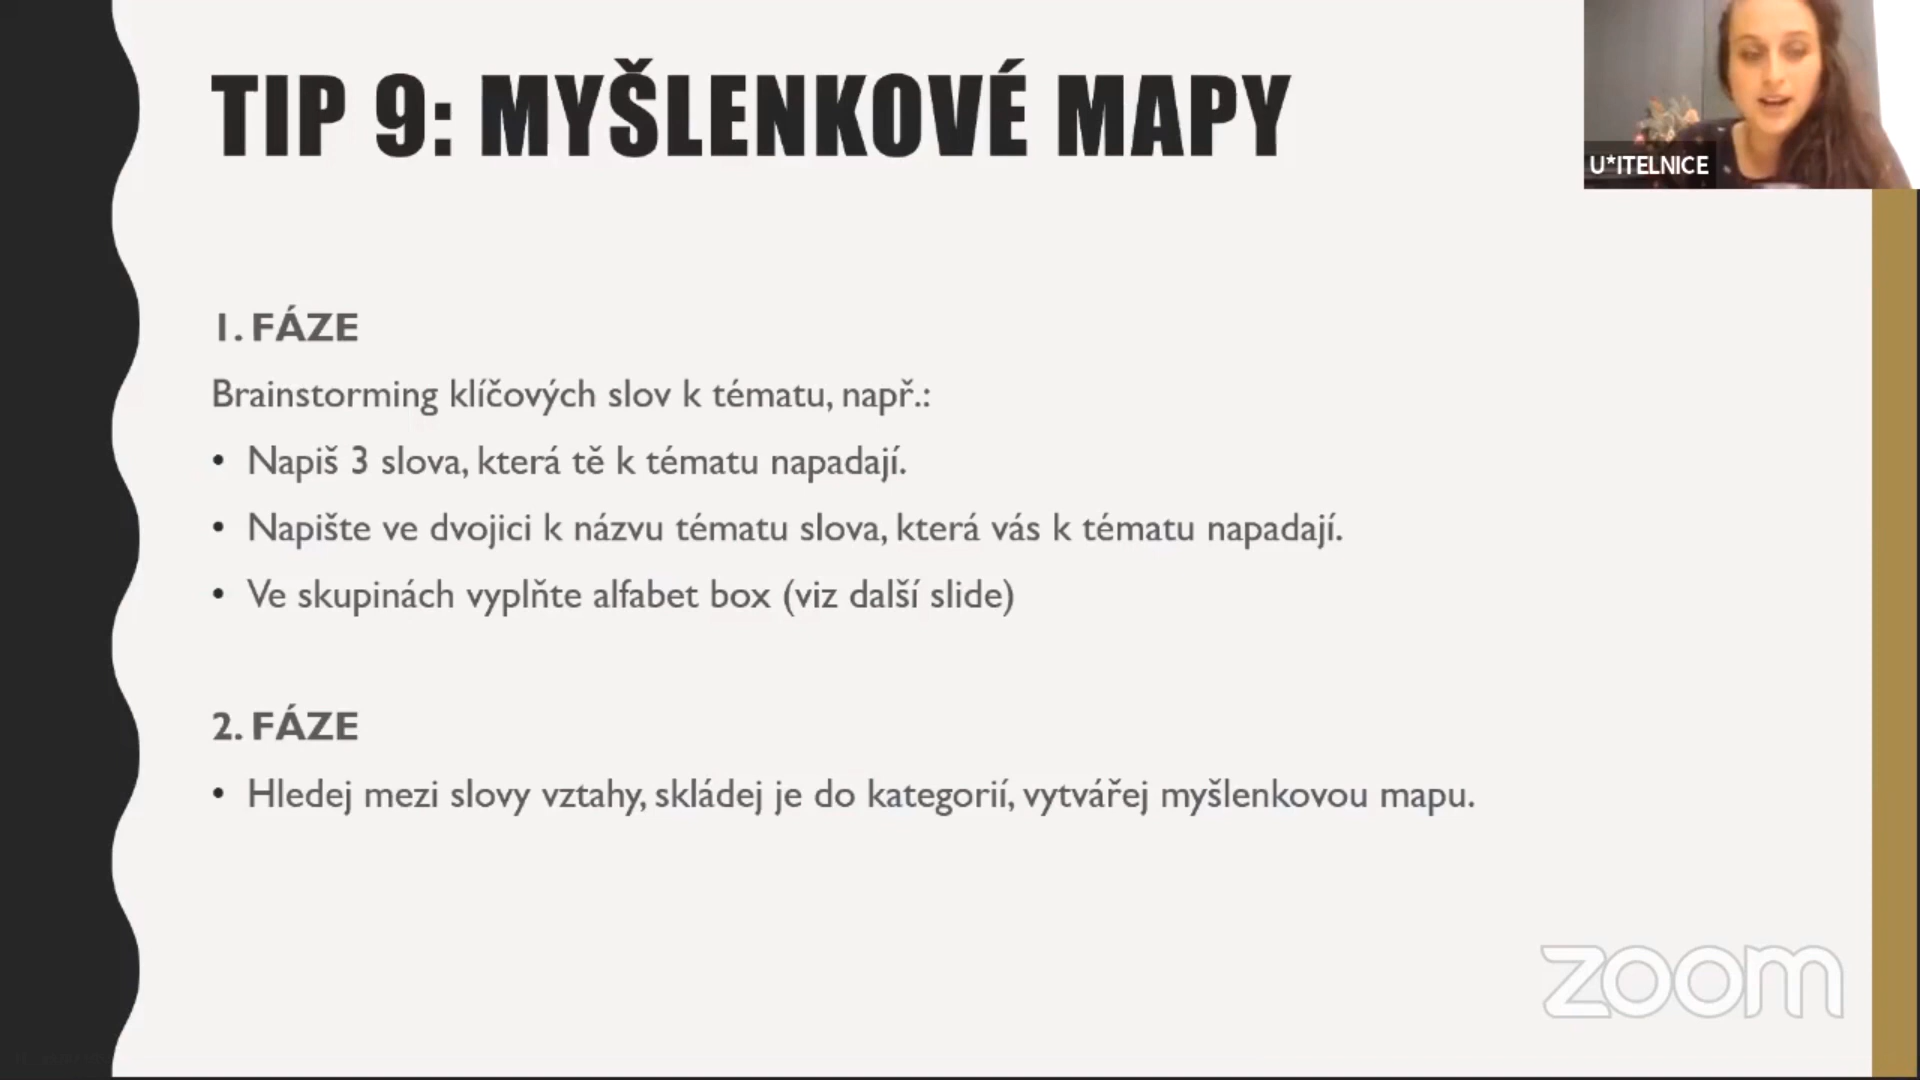 TIP 9: MYŠLENKOVÉ MAPY
U*ITELNICE
1. FÁZE
Brainstorming klíčových slov k tématu, např.:
• Napiš 3 slova, která tě k tématu napadají.
• Napište ve dvojici k názvu tématu slova, která vás k tématu napadají.
• Ve skupinách vyplňte alfabet box (viz další slide)
2. FÁZE
• Hledej mezi slovy vztahy, skládej je do kategorií, vytvářej myšlenkovou mapu.
zoom